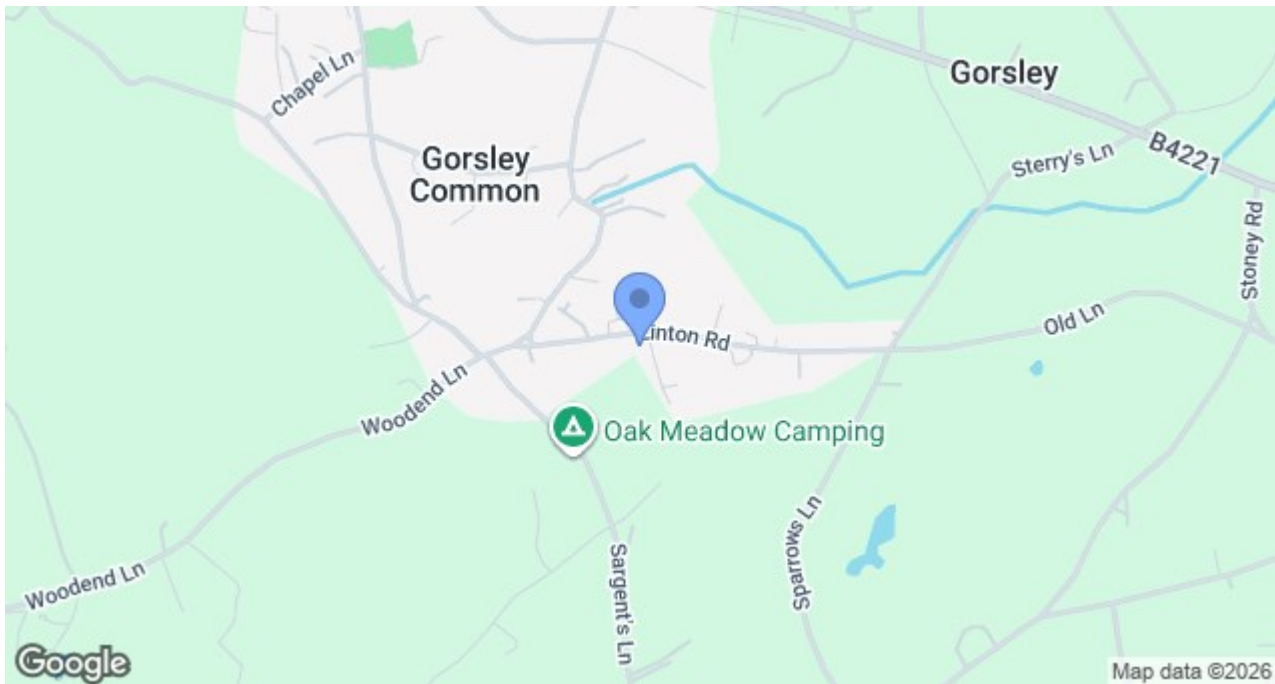 Chapel Ln
Gorsley
Gorsley
Common
B4221
Sterry's Ln
Stoney Rd
Linton Rd
Old Ln
Woodend Ln
Oak Meadow Camping
Sparrows Ln
Sargent's Ln
Woodend Ln
Google
Map data ©2026